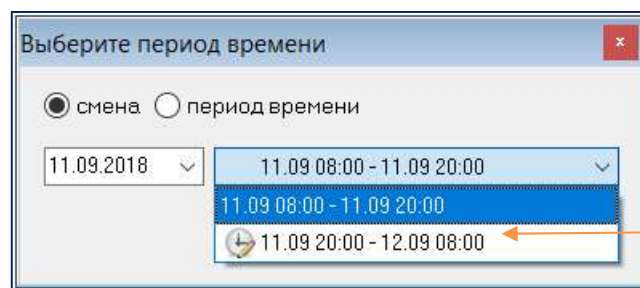 Выберите период времени
x
смена период времени
11.09.2018 11.09 08:00 - 11.09 20:00
11.09 08:00 - 11.09 20:00
11.09 20:00 - 12.09 08:00